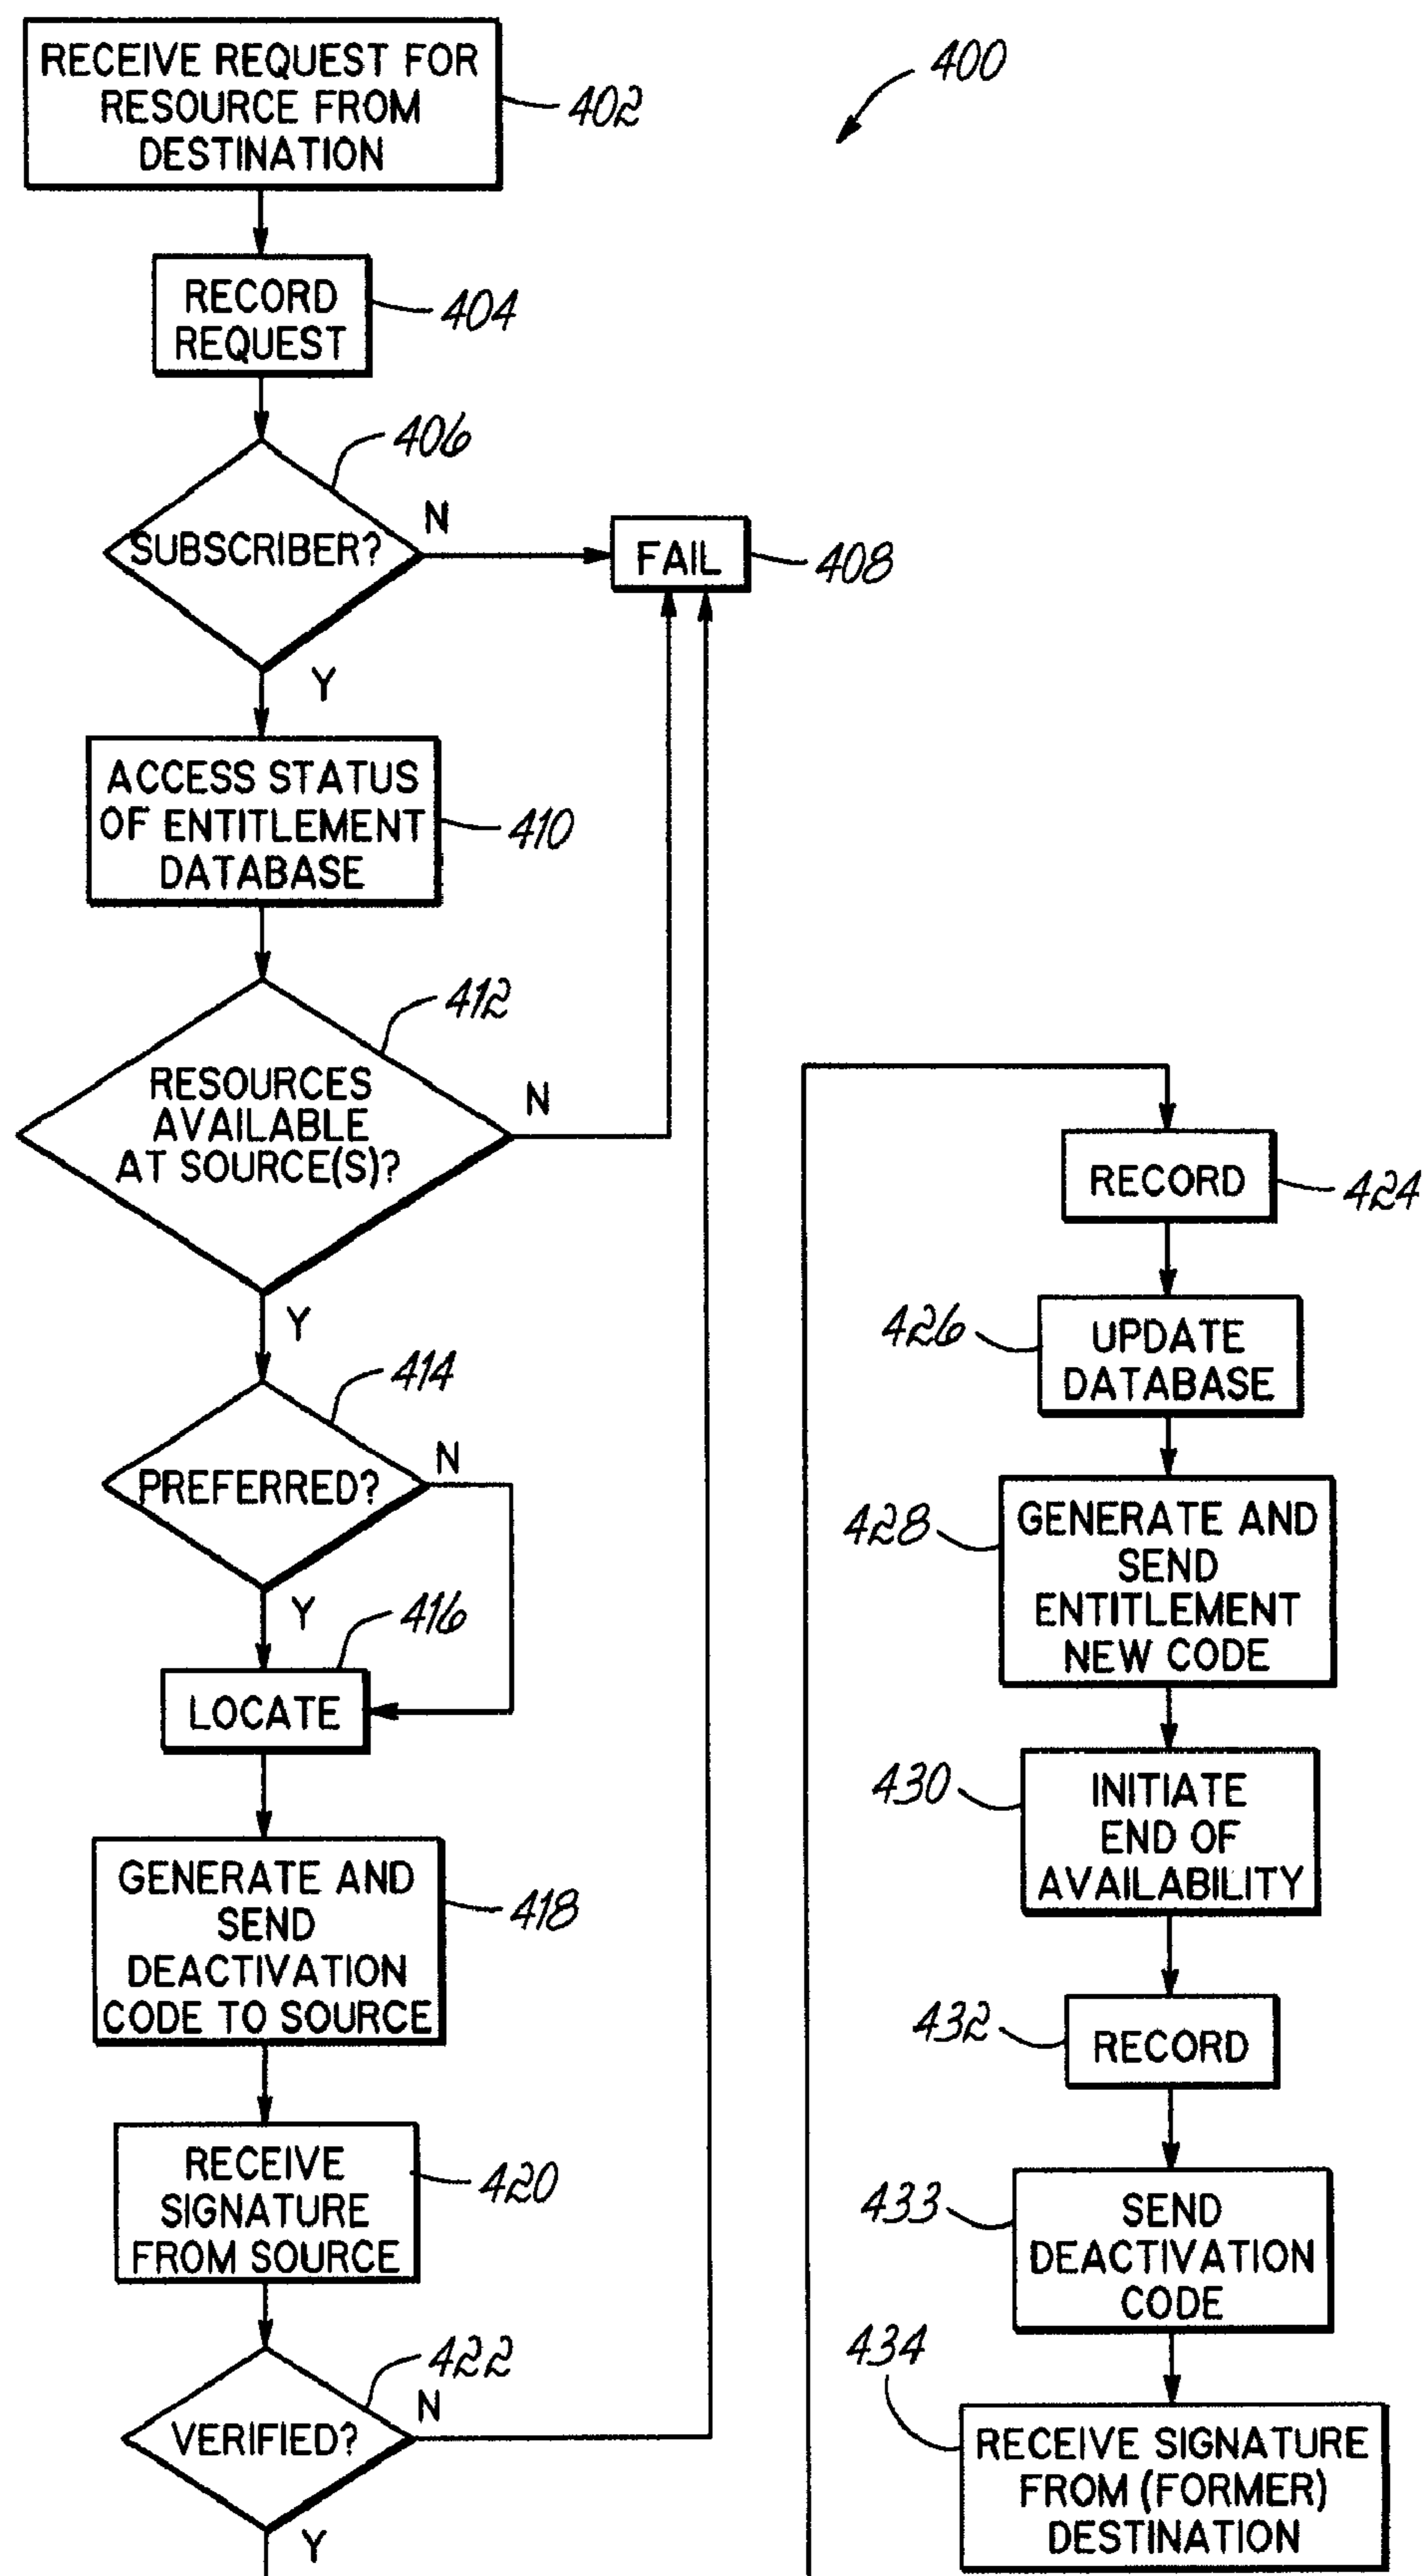 RECEIVE REQUEST FOR
RESOURCE FROM
DESTINATION
402
400
RECORD
REQUEST
404
406
SUBSCRIBER?
N
Y
FAIL
408
ACCESS STATUS
OF ENTITLEMENT
DATABASE
410
412
RESOURCES
AVAILABLE
AT SOURCE(S)?
N
Y
414
PREFERRED?
N
Y
416
LOCATE
GENERATE AND
SEND
DEACTIVATION
CODE TO SOURCE
418
RECEIVE
SIGNATURE
FROM SOURCE
420
422
VERIFIED?
N
Y
RECORD
424
426
UPDATE
DATABASE
428
GENERATE AND
SEND
ENTITLEMENT
NEW CODE
430
INITIATE
END OF
AVAILABILITY
432
RECORD
433
SEND
DEACTIVATION
CODE
434
RECEIVE SIGNATURE
FROM (FORMER)
DESTINATION